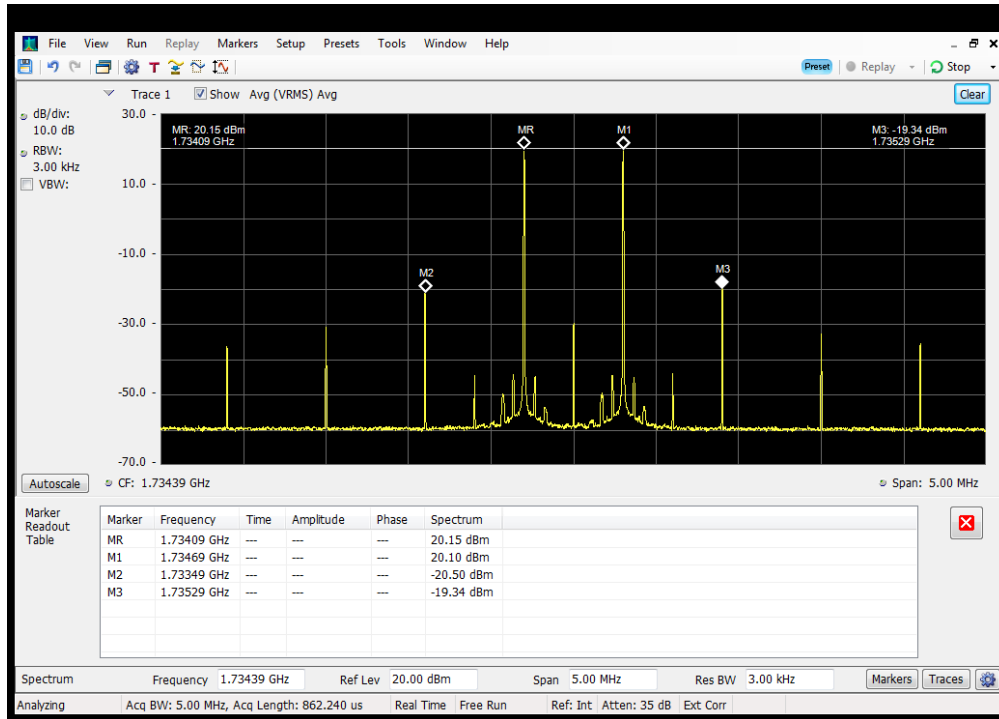 File View Run Replay Markers Setup Presets Tools Window Help
Preset Replay Stop
Trace 1 Show Avg (VRMS) Avg Clear
dB/div:
10.0 dB
RBW:
3.00 kHz
VBW:
30.0
10.0
-10.0
-30.0
-50.0
-70.0
MR: 20.15 dBm
1.73409 GHz
MR
M1
M3: -19.34 dBm
1.73529 GHz
M2
M3
Autoscale CF: 1.73439 GHz Span: 5.00 MHz
Marker
Readout
Table
Marker Frequency Time Amplitude Phase Spectrum
MR 1.73409 GHz --- --- --- 20.15 dBm
M1 1.73469 GHz --- --- --- 20.10 dBm
M2 1.73349 GHz --- --- --- -20.50 dBm
M3 1.73529 GHz --- --- --- -19.34 dBm
Spectrum Frequency 1.73439 GHz Ref Lev 20.00 dBm Span 5.00 MHz Res BW 3.00 kHz Markers Traces
Analyzing Acq BW: 5.00 MHz, Acq Length: 862.240 us Real Time Free Run Ref: Int Atten: 35 dB Ext Corr